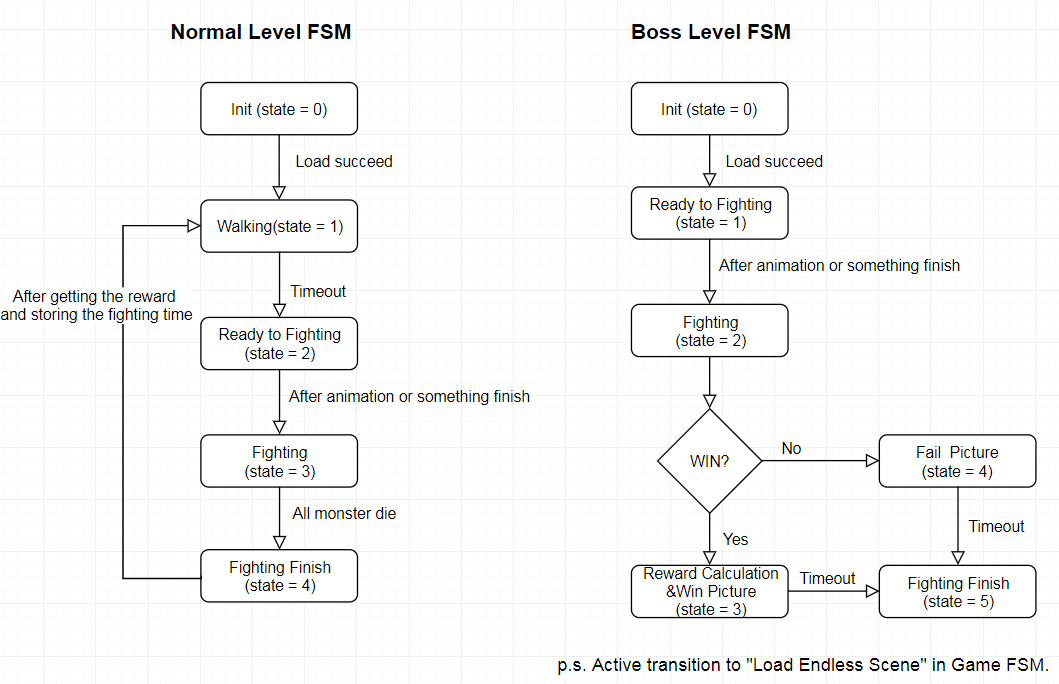 Normal Level FSM
Init (state = 0)
Load succeed
Walking(state = 1)
After getting the reward
and storing the fighting time
Timeout
Ready to Fighting
(state = 2)
After animation or something finish
Fighting
(state = 3)
All monster die
Fighting Finish
(state = 4)
Boss Level FSM
Init (state = 0)
Load succeed
Ready to Fighting
(state = 1)
After animation or something finish
Fighting
(state = 2)
WIN?
No
Fail Picture
(state = 4)
Timeout
Yes
Reward Calculation
&Win Picture
(state = 3)
Timeout
Fighting Finish
(state = 5)
p.s. Active transition to "Load Endless Scene" in Game FSM.